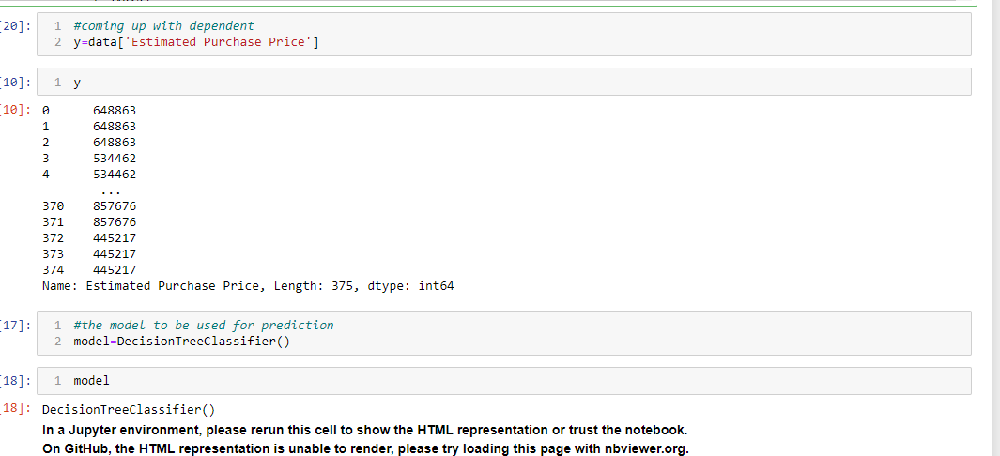 [20]: 1 #coming up with dependent
2 y=data['Estimated Purchase Price']
[10]: 1 y
[10]: 0 648863
1 648863
2 648863
3 534462
4 534462
...
370 857676
371 857676
372 445217
373 445217
374 445217
Name: Estimated Purchase Price, Length: 375, dtype: int64
[17]: 1 #the model to be used for prediction
2 model=DecisionTreeClassifier()
[18]: 1 model
[18]: DecisionTreeClassifier()
In a Jupyter environment, please rerun this cell to show the HTML representation or trust the notebook.
On GitHub, the HTML representation is unable to render, please try loading this page with nbviewer.org.